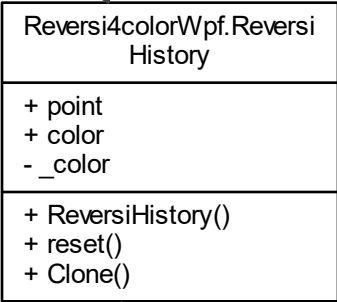 Reversi4colorWpf.Reversi
History
+ point
+ color
- _color
+ ReversiHistory()
+ reset()
+ Clone()